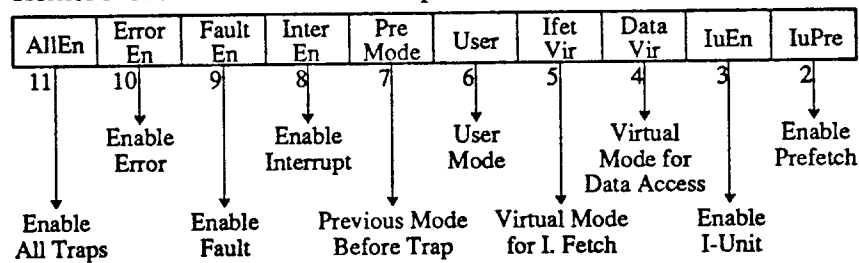 AllEn Error En Fault En Inter En Pre Mode User Ifet Vir Data Vir IuEn IuPre
11 10 9 8 7 6 5 4 3 2
Enable Error
Enable Interrupt
User Mode
Virtual Mode for Data Access
Enable Prefetch
Enable All Traps
Enable Fault
Previous Mode Before Trap
Virtual Mode for I. Fetch
Enable I-Unit